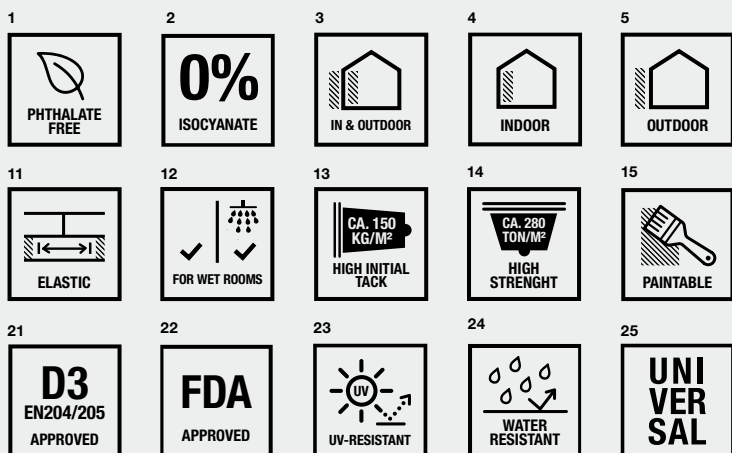 1
PHTHALATE
FREE
2
0%
ISOCYANATE
3
IN & OUTDOOR
4
INDOOR
5
OUTDOOR
11
ELASTIC
12
FOR WET ROOMS
13
CA. 150
KG/M²
HIGH INITIAL
TACK
14
CA. 280
TON/M²
HIGH
STRENGHT
15
PAINTABLE
21
D3
EN204/205
APPROVED
22
FDA
APPROVED
23
UV
UV-RESISTANT
24
WATER
RESISTANT
25
UNI
VER
SAL